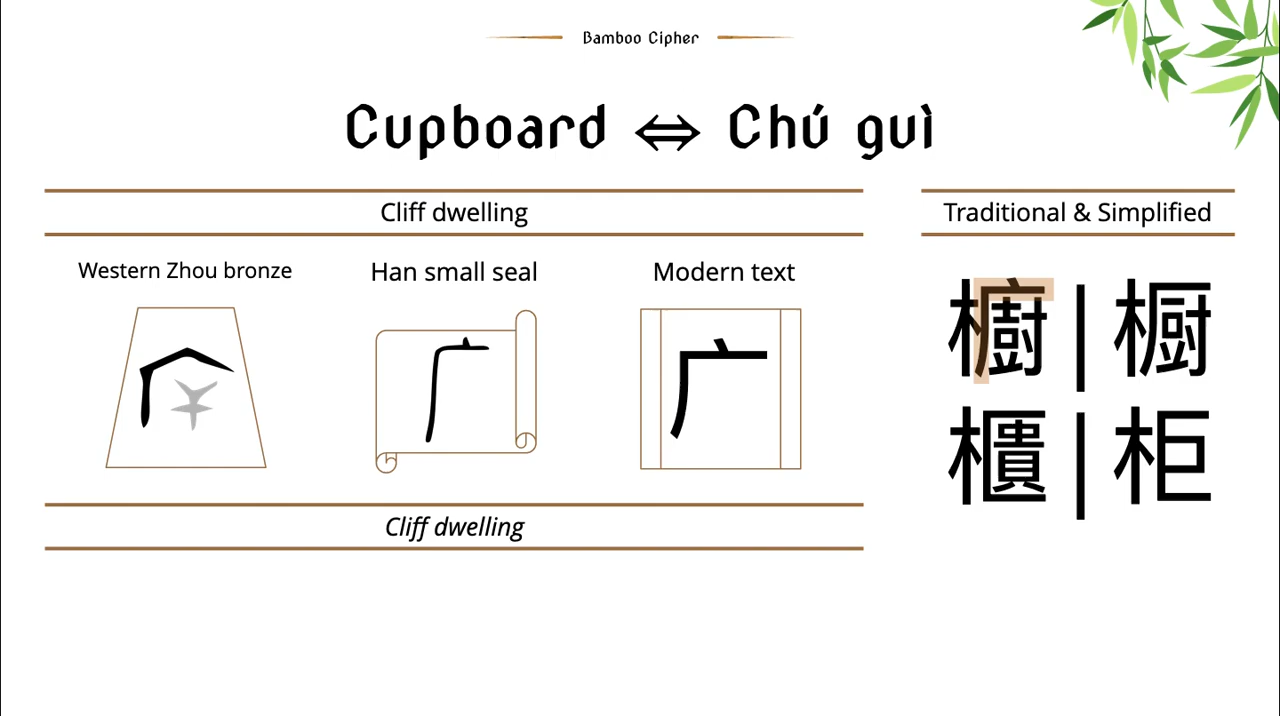 Bamboo Cipher
Cupboard ⇔ Chú guì
Cliff dwelling
Western Zhou bronze
Han small seal
Modern text
广
Cliff dwelling
Traditional & Simplified
櫥 | 橱
櫃 | 柜